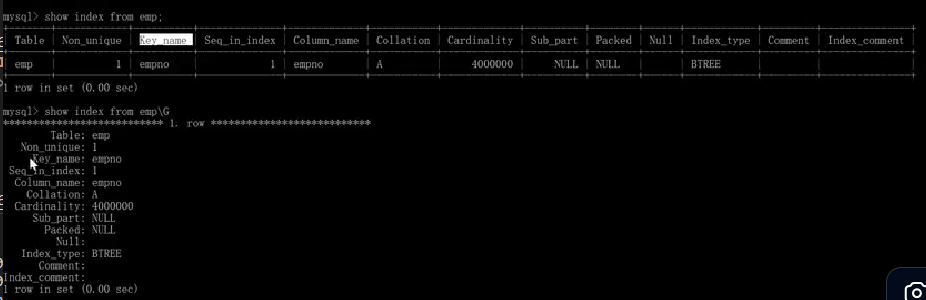 mysql> show index from emp;
Table Non_unique Key_name Seq_in_index Column_name Collation Cardinality Sub_part Packed Null Index_type Comment Index_comment
emp 1 empno 1 empno A 4000000 NULL NULL BTREE
1 row in set (0.00 sec)
mysql> show index from emp\G
*************************** 1. row ***************************
Table: emp
Non_unique: 1
Key_name: empno
Seq_in_index: 1
Column_name: empno
Collation: A
Cardinality: 4000000
Sub_part: NULL
Packed: NULL
Null:
Index_type: BTREE
Comment:
Index_comment:
1 row in set (0.00 sec)